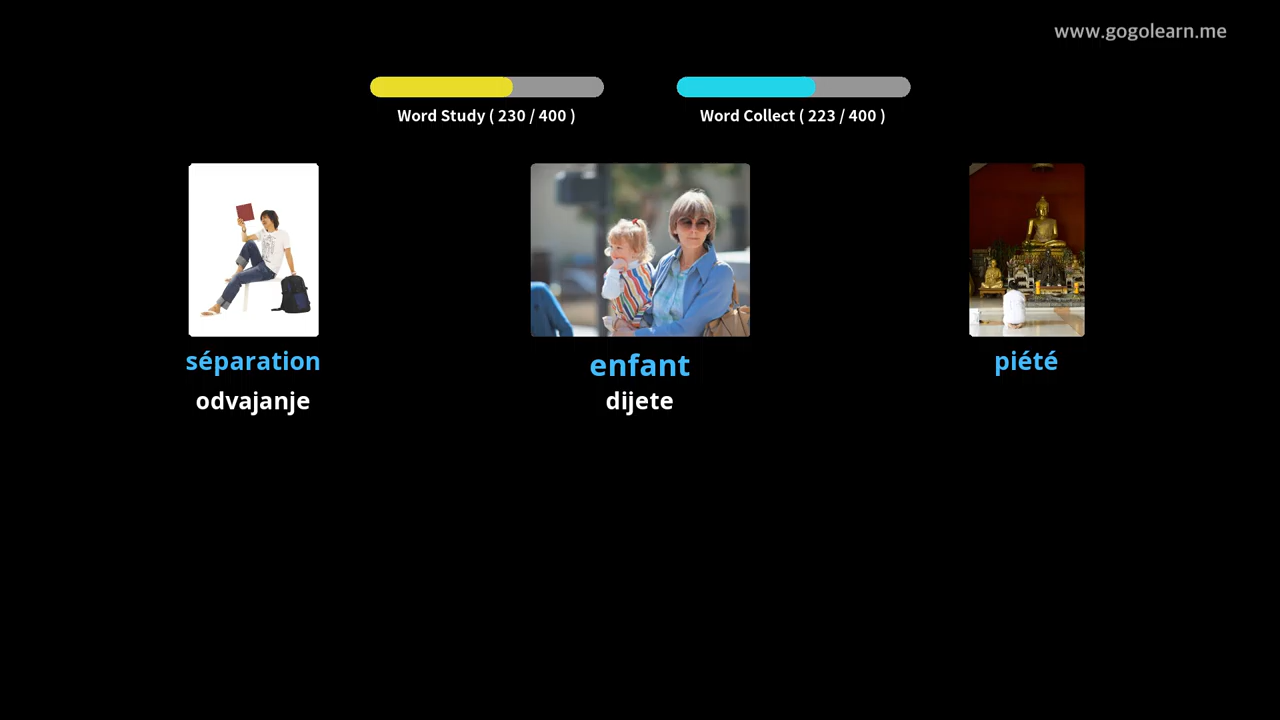 www.gogolearn.me
Word Study ( 230 / 400 )
Word Collect ( 223 / 400 )
séparation
odvajanje
enfant
dijete
piété